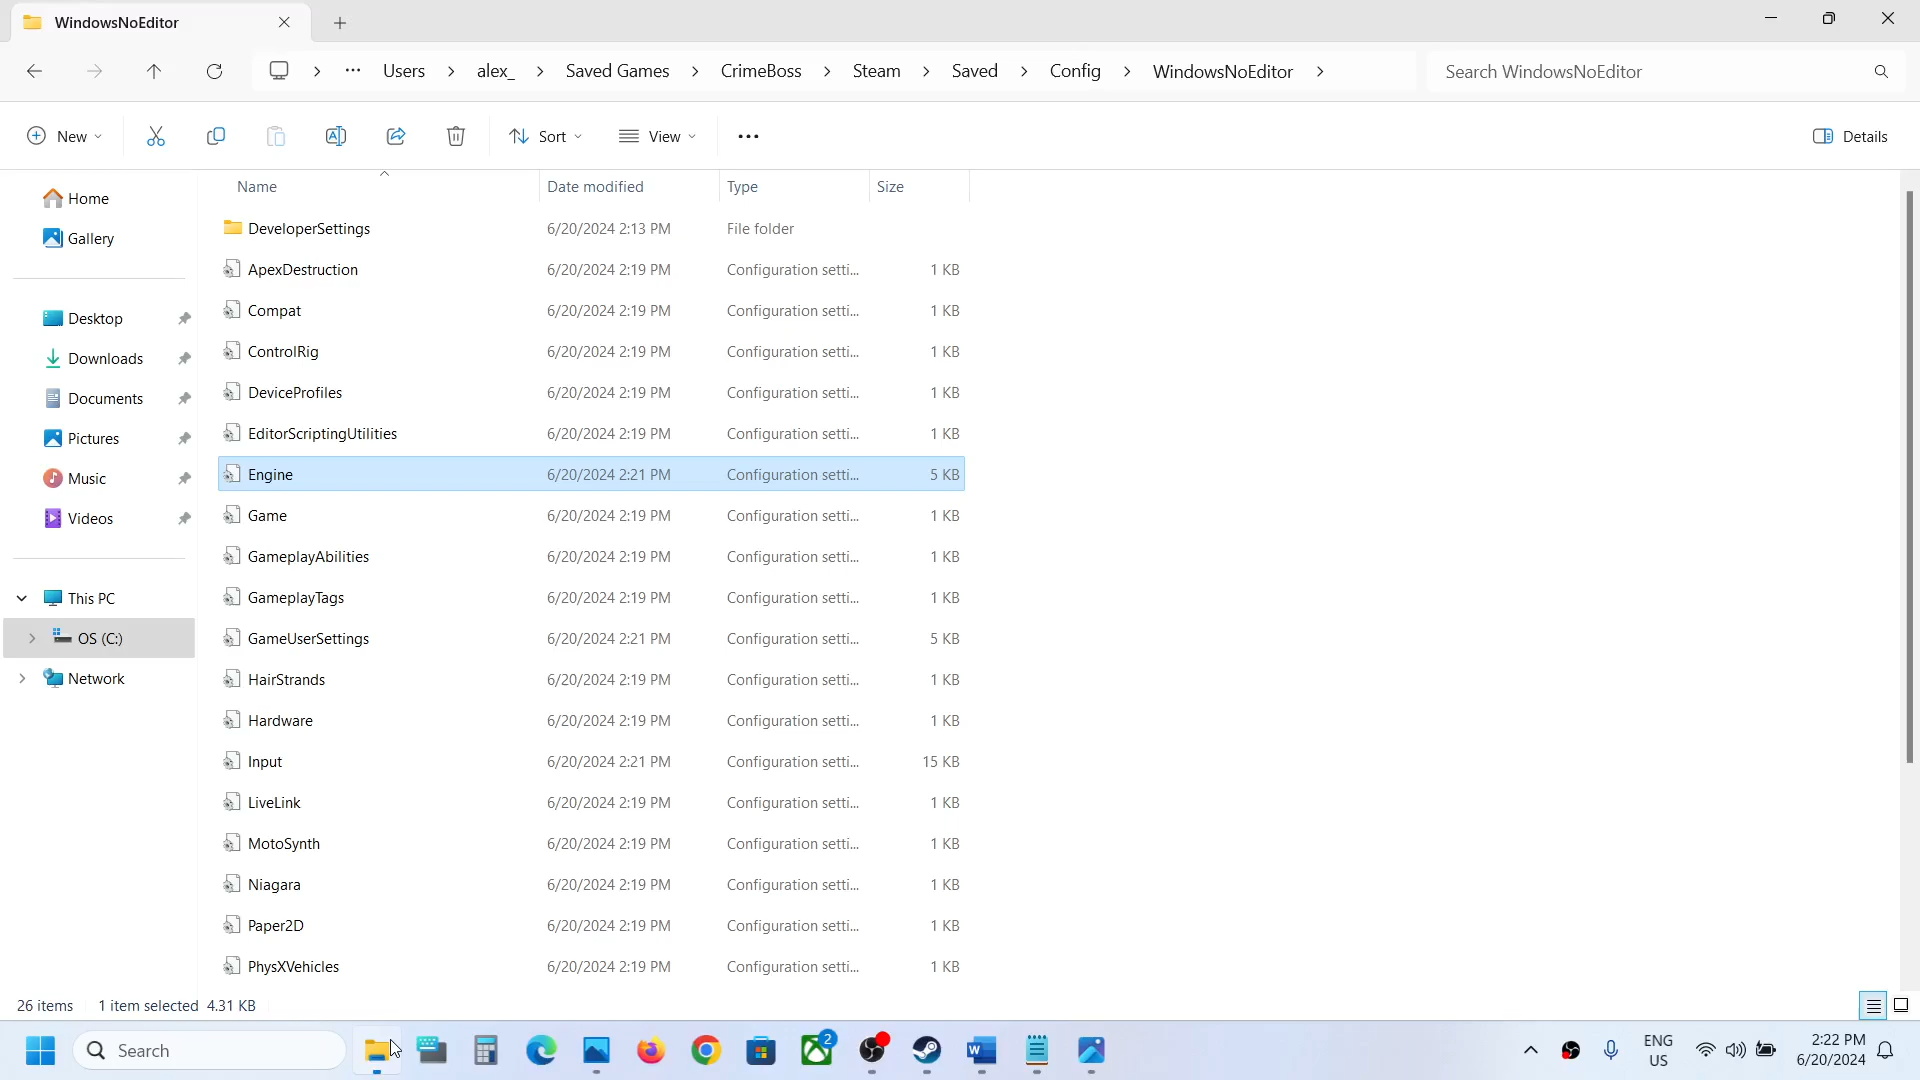 WindowsNoEditor
Users
alex_
Saved Games
CrimeBoss
Steam
Saved
Config
WindowsNoEditor
Search WindowsNoEditor
New
Sort
View
Details
Name
Date modified
Type
Size
Home
Gallery
Desktop
Downloads
Documents
Pictures
Music
Videos
This PC
OS (C:)
Network
DeveloperSettings 6/20/2024 2:13 PM File folder
ApexDestruction 6/20/2024 2:19 PM Configuration setti... 1 KB
Compat 6/20/2024 2:19 PM Configuration setti... 1 KB
ControlRig 6/20/2024 2:19 PM Configuration setti... 1 KB
DeviceProfiles 6/20/2024 2:19 PM Configuration setti... 1 KB
EditorScriptingUtilities 6/20/2024 2:19 PM Configuration setti... 1 KB
Engine 6/20/2024 2:21 PM Configuration setti... 5 KB
Game 6/20/2024 2:19 PM Configuration setti... 1 KB
GameplayAbilities 6/20/2024 2:19 PM Configuration setti... 1 KB
GameplayTags 6/20/2024 2:19 PM Configuration setti... 1 KB
GameUserSettings 6/20/2024 2:21 PM Configuration setti... 5 KB
HairStrands 6/20/2024 2:19 PM Configuration setti... 1 KB
Hardware 6/20/2024 2:19 PM Configuration setti... 1 KB
Input 6/20/2024 2:21 PM Configuration setti... 15 KB
LiveLink 6/20/2024 2:19 PM Configuration setti... 1 KB
MotoSynth 6/20/2024 2:19 PM Configuration setti... 1 KB
Niagara 6/20/2024 2:19 PM Configuration setti... 1 KB
Paper2D 6/20/2024 2:19 PM Configuration setti... 1 KB
PhysXVehicles 6/20/2024 2:19 PM Configuration setti... 1 KB
26 items 1 item selected 4.31 KB
Search
2
ENG
US
2:22 PM
6/20/2024